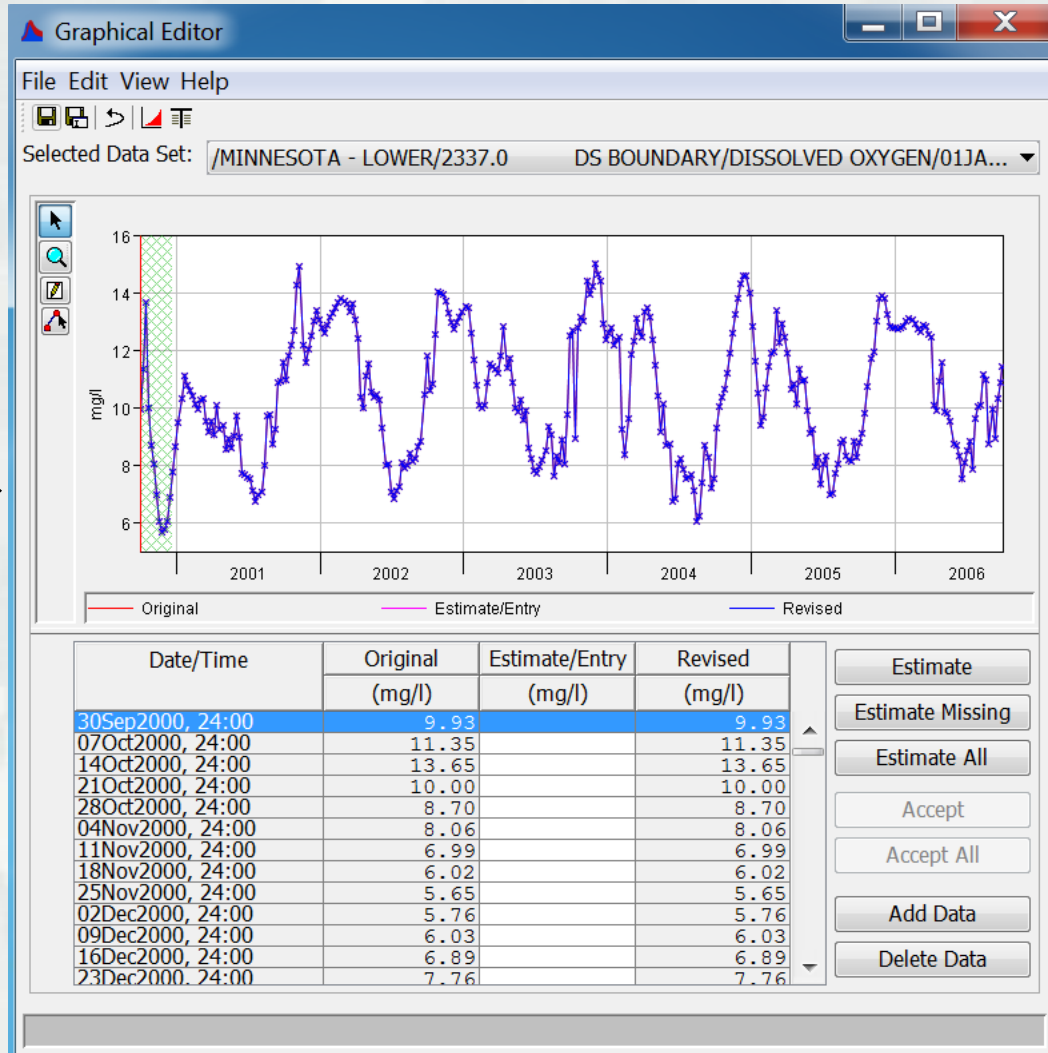 Graphical Editor
File Edit View Help
Selected Data Set: /MINNESOTA - LOWER/2337.0 DS BOUNDARY/DISSOLVED OXYGEN/01JA...
16
14
12
10
8
6
mg/l
2001 2002 2003 2004 2005 2006
Original Estimate/Entry Revised
Date/Time Original Estimate/Entry Revised
(mg/l) (mg/l) (mg/l)
30Sep2000, 24:00 9.93 9.93
07Oct2000, 24:00 11.35 11.35
14Oct2000, 24:00 13.65 13.65
21Oct2000, 24:00 10.00 10.00
28Oct2000, 24:00 8.70 8.70
04Nov2000, 24:00 8.06 8.06
11Nov2000, 24:00 6.99 6.99
18Nov2000, 24:00 6.02 6.02
25Nov2000, 24:00 5.65 5.65
02Dec2000, 24:00 5.76 5.76
09Dec2000, 24:00 6.03 6.03
16Dec2000, 24:00 6.89 6.89
23Dec2000, 24:00 7.76 7.76
Estimate
Estimate Missing
Estimate All
Accept
Accept All
Add Data
Delete Data